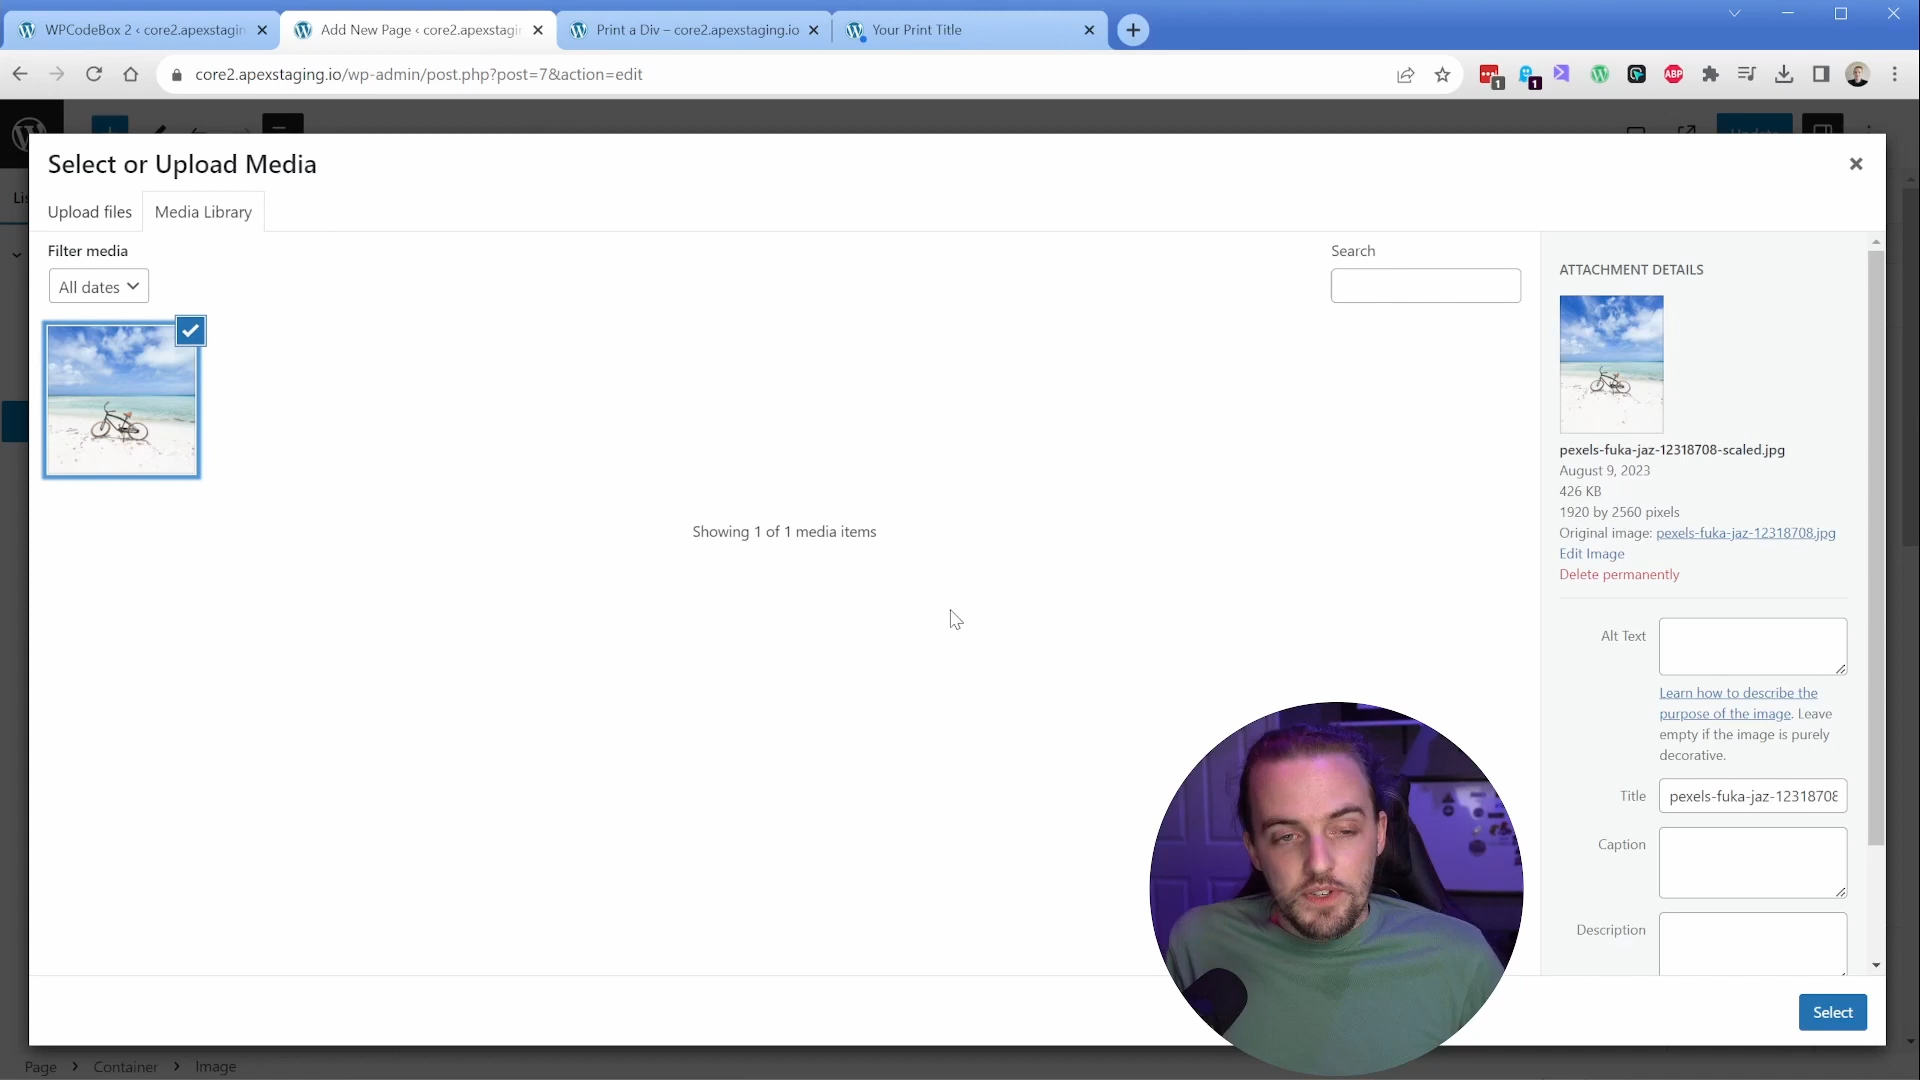 WPCodeBox 2 ‹ core2.apexstagin
Add New Page ‹ core2.apexstagi
Print a Div – core2.apexstaging.io
Your Print Title
core2.apexstaging.io/wp-admin/post.php?post=7&action=edit
1
1
ABP
Select or Upload Media
Upload files
Media Library
Filter media
Search
All dates
ATTACHMENT DETAILS
pexels-fuka-jaz-12318708-scaled.jpg
August 9, 2023
426 KB
1920 by 2560 pixels
Original image: pexels-fuka-jaz-12318708.jpg
Edit Image
Delete permanently
Showing 1 of 1 media items
Alt Text
Learn how to describe the
purpose of the image. Leave
empty if the image is purely
decorative.
Title
pexels-fuka-jaz-12318708
Caption
Description
Select
Page
Container
Image